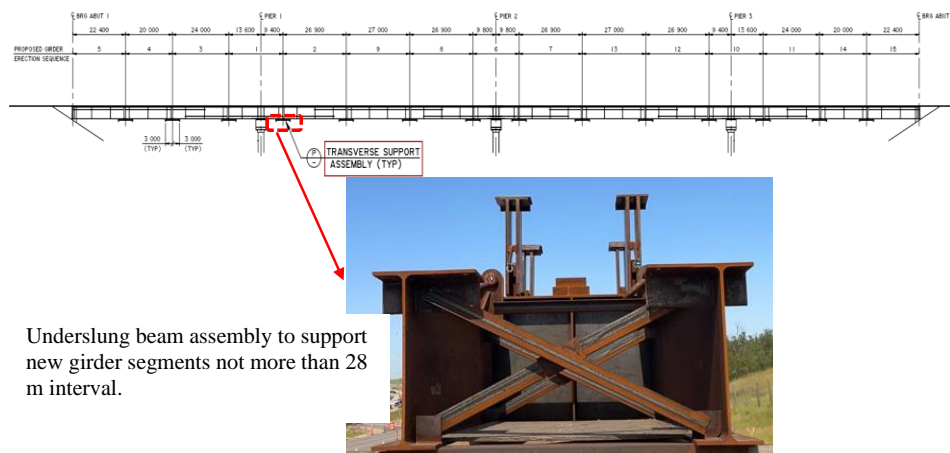 ℄ BRG ABUT 1 ℄ PIER 1 ℄ PIER 2 ℄ PIER 3 ℄ BRG ABUT
22 400 20 000 24 000 13 600 9 400 26 900 27 000 26 900 9 800 9 800 26 900 27 000 26 900 9 400 13 600 24 000 20 000 22 400
PROPOSED GIRDER 5 4 3 1 2 9 8 6 7 13 12 10 11 14 15
ERECTION SEQUENCE
3 000 3 000
(TYP) (TYP)
P
-
TRANSVERSE SUPPORT
ASSEMBLY (TYP)
Underslung beam assembly to support
new girder segments not more than 28
m interval.